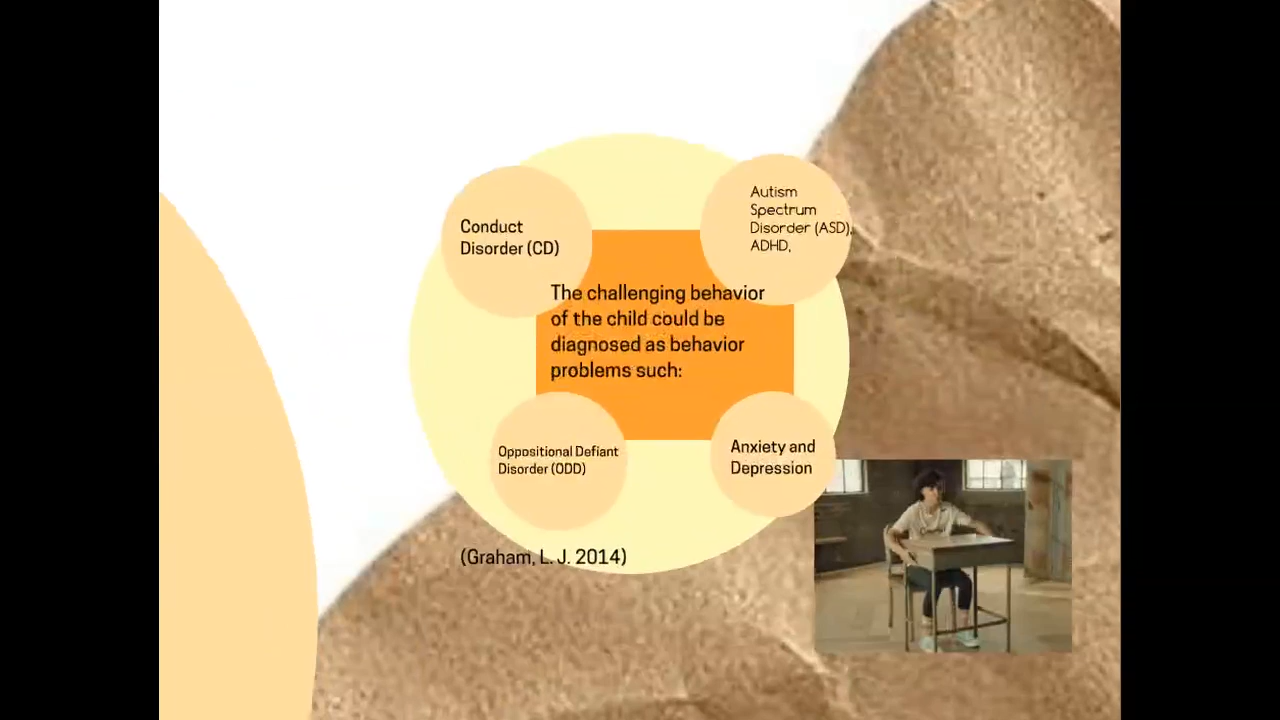 Conduct
Disorder (CD)
Autism
Spectrum
Disorder (ASD),
ADHD,
The challenging behavior
of the child could be
diagnosed as behavior
problems such:
Oppositional Defiant
Disorder (ODD)
Anxiety and
Depression
(Graham, L. J. 2014)